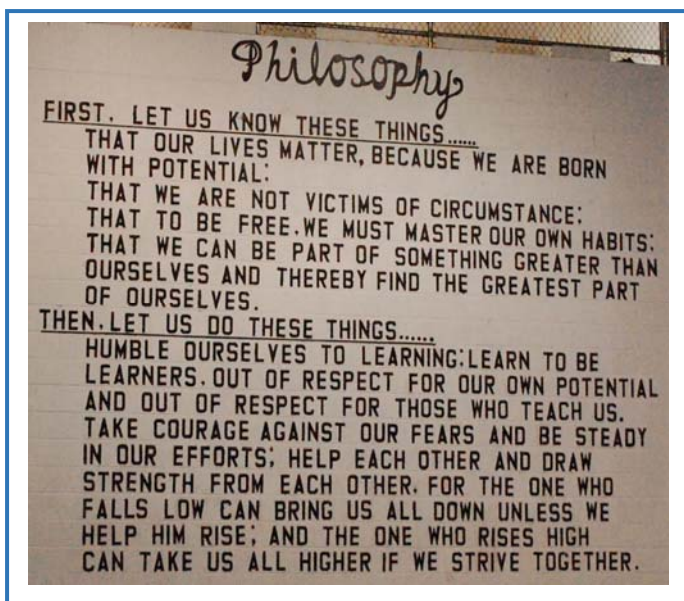 Philosophy
FIRST. LET US KNOW THESE THINGS......
THAT OUR LIVES MATTER, BECAUSE WE ARE BORN
WITH POTENTIAL:
THAT WE ARE NOT VICTIMS OF CIRCUMSTANCE:
THAT TO BE FREE.WE MUST MASTER OUR OWN HABITS:
THAT WE CAN BE PART OF SOMETHING GREATER THAN
OURSELVES AND THEREBY FIND THE GREATEST PART
OF OURSELVES.
THEN.LET US DO THESE THINGS......
HUMBLE OURSELVES TO LEARNING:LEARN TO BE
LEARNERS.OUT OF RESPECT FOR OUR OWN POTENTIAL
AND OUT OF RESPECT FOR THOSE WHO TEACH US.
TAKE COURAGE AGAINST OUR FEARS AND BE STEADY
IN OUR EFFORTS; HELP EACH OTHER AND DRAW
STRENGTH FROM EACH OTHER. FOR THE ONE WHO
FALLS LOW CAN BRING US ALL DOWN UNLESS WE
HELP HIM RISE; AND THE ONE WHO RISES HIGH
CAN TAKE US ALL HIGHER IF WE STRIVE TOGETHER.